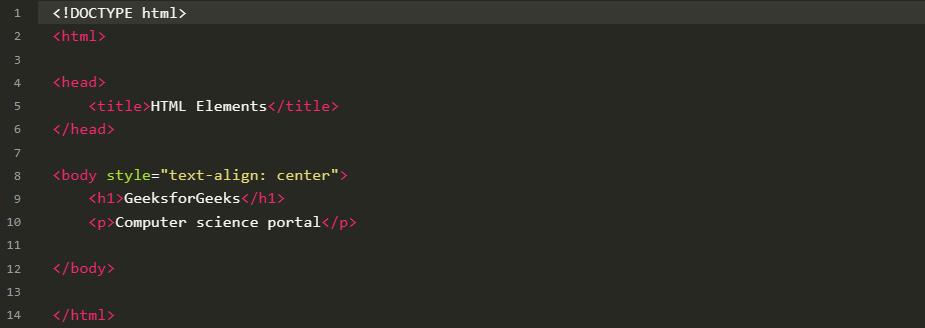 1 <!DOCTYPE html>
2 <html>
3
4 <head>
5     <title>HTML Elements</title>
6 </head>
7
8 <body style="text-align: center">
9     <h1>GeeksforGeeks</h1>
10     <p>Computer science portal</p>
11
12 </body>
13
14 </html>